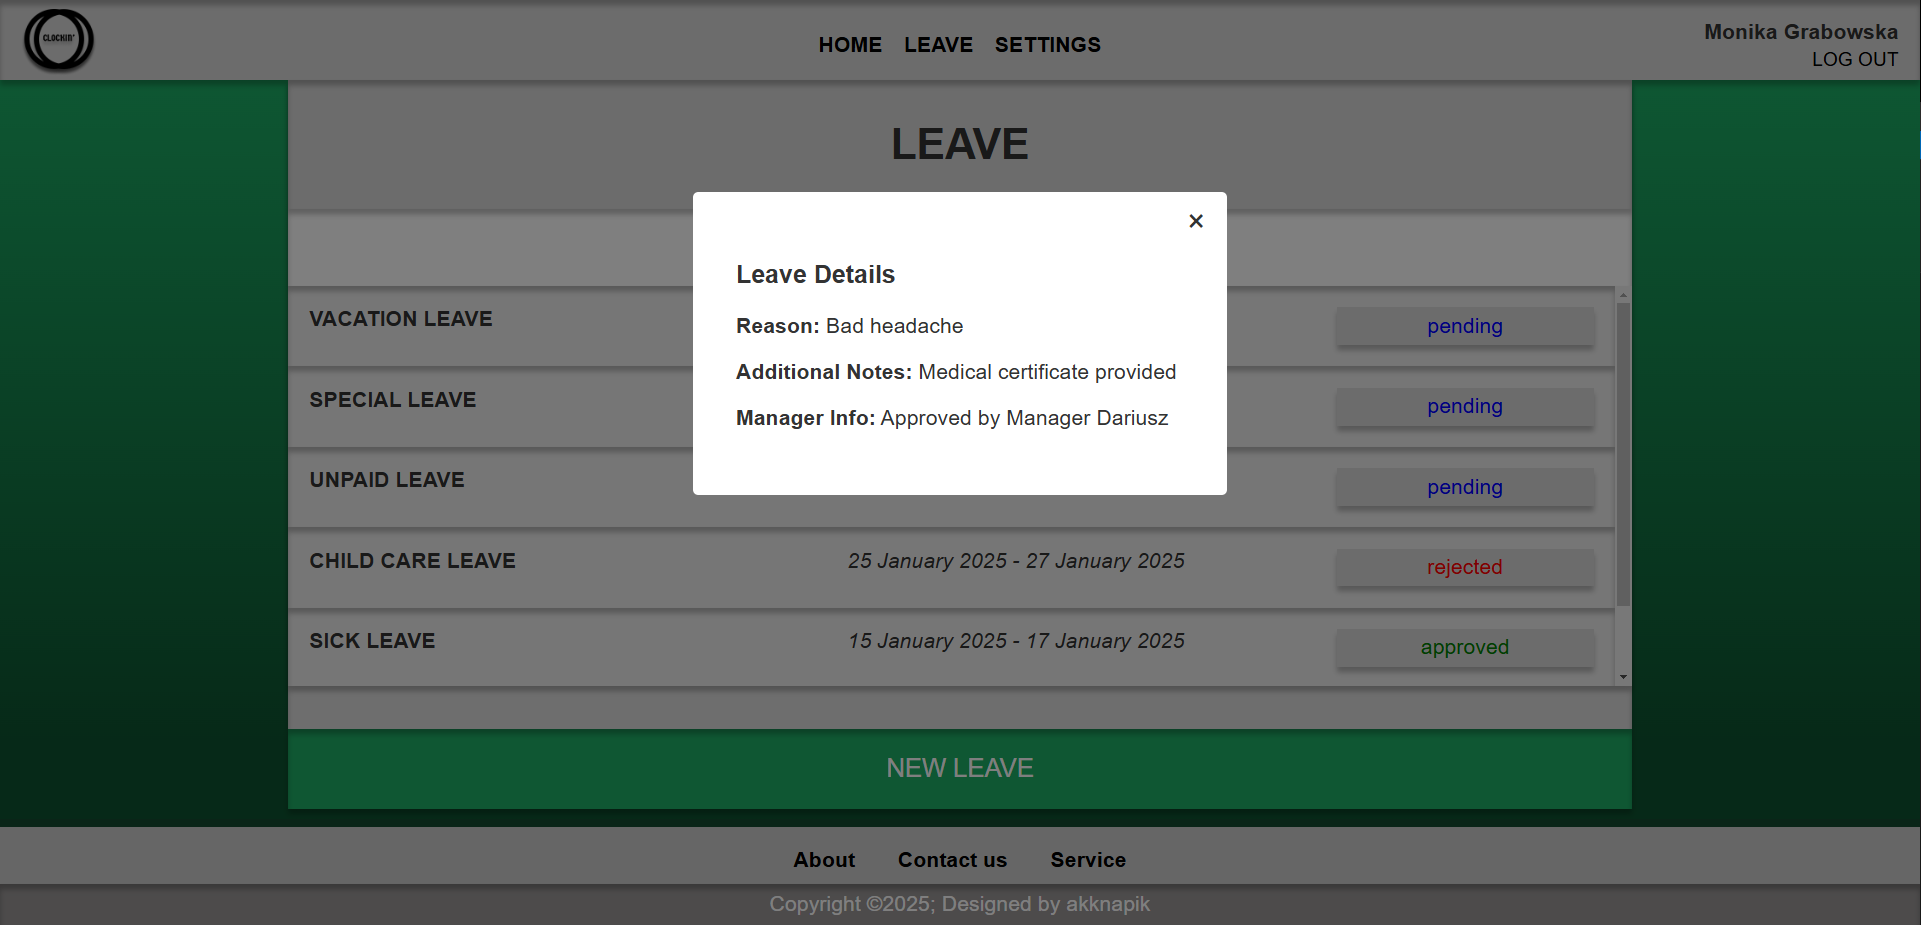 CLOCKIN'
HOME LEAVE SETTINGS
Monika Grabowska
LOG OUT
LEAVE
×
Leave Details
Reason: Bad headache
Additional Notes: Medical certificate provided
Manager Info: Approved by Manager Dariusz
VACATION LEAVE pending
SPECIAL LEAVE pending
UNPAID LEAVE pending
CHILD CARE LEAVE 25 January 2025 - 27 January 2025 rejected
SICK LEAVE 15 January 2025 - 17 January 2025 approved
NEW LEAVE
About Contact us Service
Copyright ©2025; Designed by akknapik